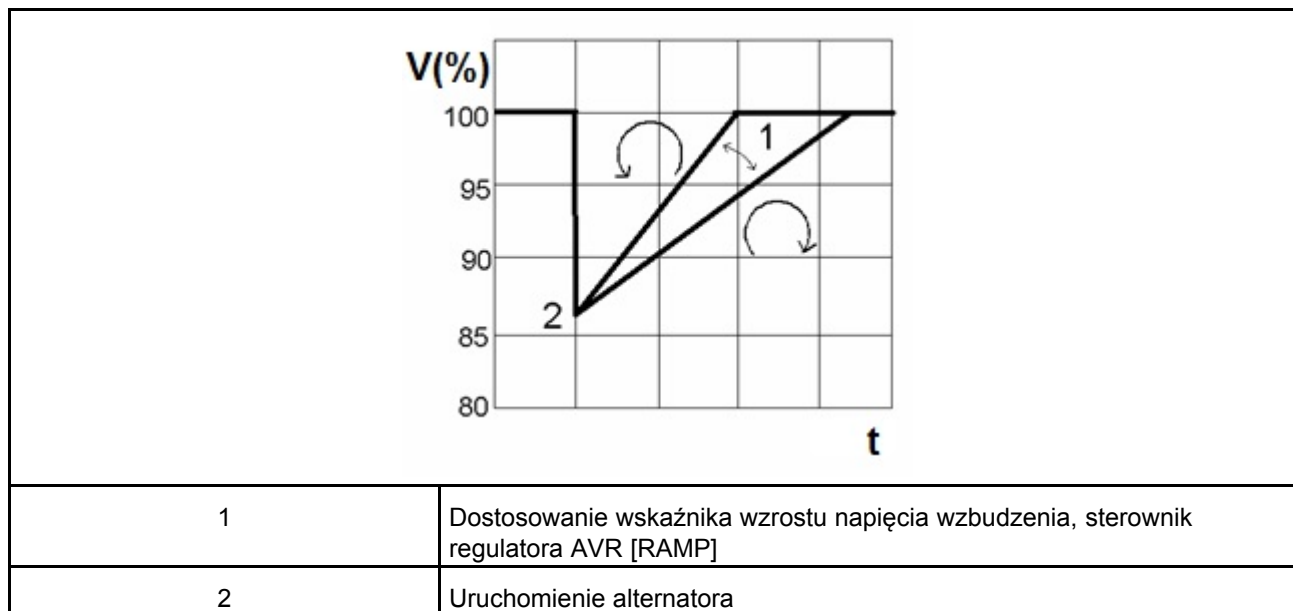 V(%)
100
95
90
85
80
1
2
t
1 Dostosowanie wskaźnika wzrostu napięcia wzbudzenia, sterownik
regulatora AVR [RAMP]
2 Uruchomienie alternatora